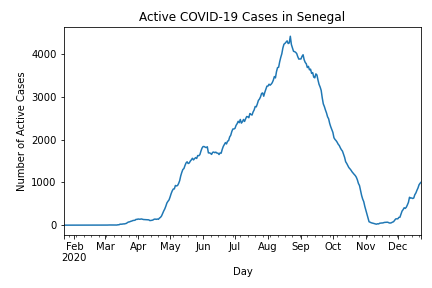 Active COVID-19 Cases in Senegal
Number of Active Cases
4000
3000
2000
1000
0
Feb Mar Apr May Jun Jul Aug Sep Oct Nov Dec
2020
Day